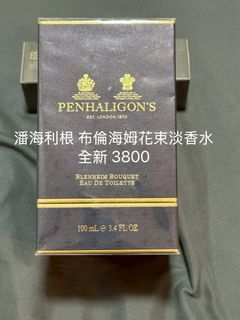 PENHALIGON'S
EST. LONDON 1870
潘海利根 布倫海姆花束淡香水
全新 3800
BLENHEIM BOUQUET
EAU DE TOILETTE
100 mL ℮ 3.4 FL OZ